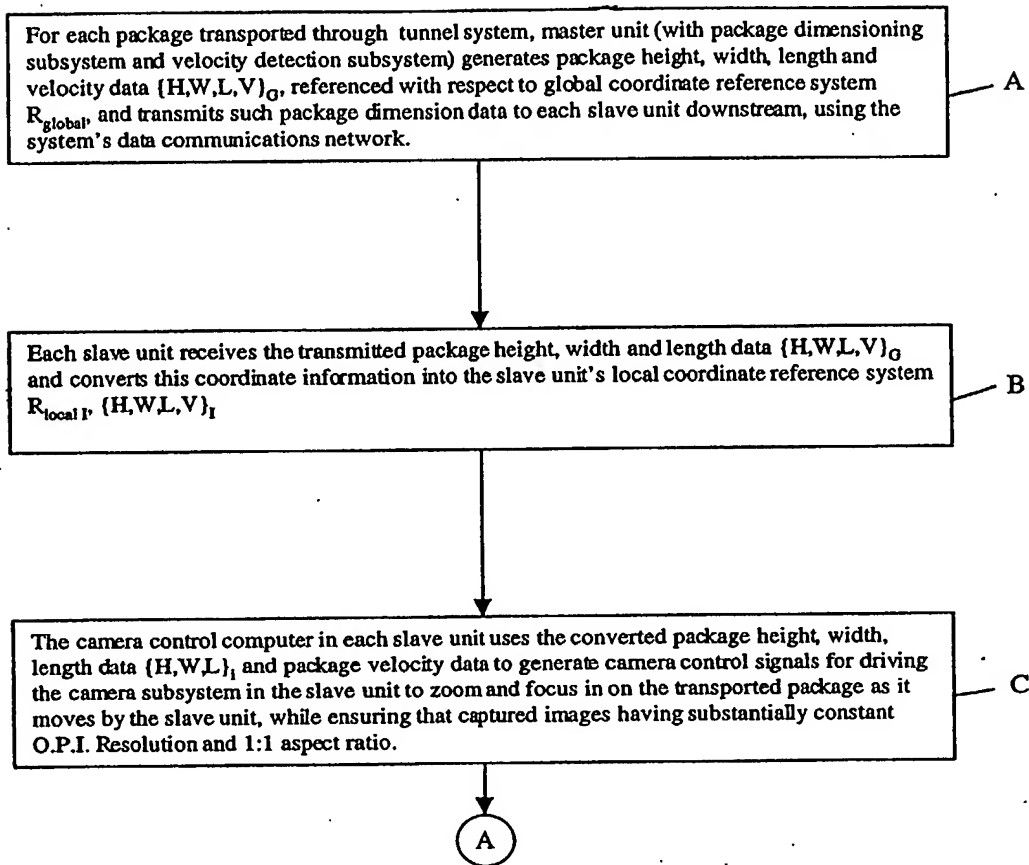 For each package transported through tunnel system, master unit (with package dimensioning
subsystem and velocity detection subsystem) generates package height, width, length and
velocity data {H,W,L,V}G, referenced with respect to global coordinate reference system
Rglobal, and transmits such package dimension data to each slave unit downstream, using the
system's data communications network.
A
Each slave unit receives the transmitted package height, width and length data {H,W,L,V}G
and converts this coordinate information into the slave unit's local coordinate reference system
Rlocal I, {H,W,L,V}I
B
The camera control computer in each slave unit uses the converted package height, width,
length data {H,W,L}I and package velocity data to generate camera control signals for driving
the camera subsystem in the slave unit to zoom and focus in on the transported package as it
moves by the slave unit, while ensuring that captured images having substantially constant
O.P.I. Resolution and 1:1 aspect ratio.
C
A